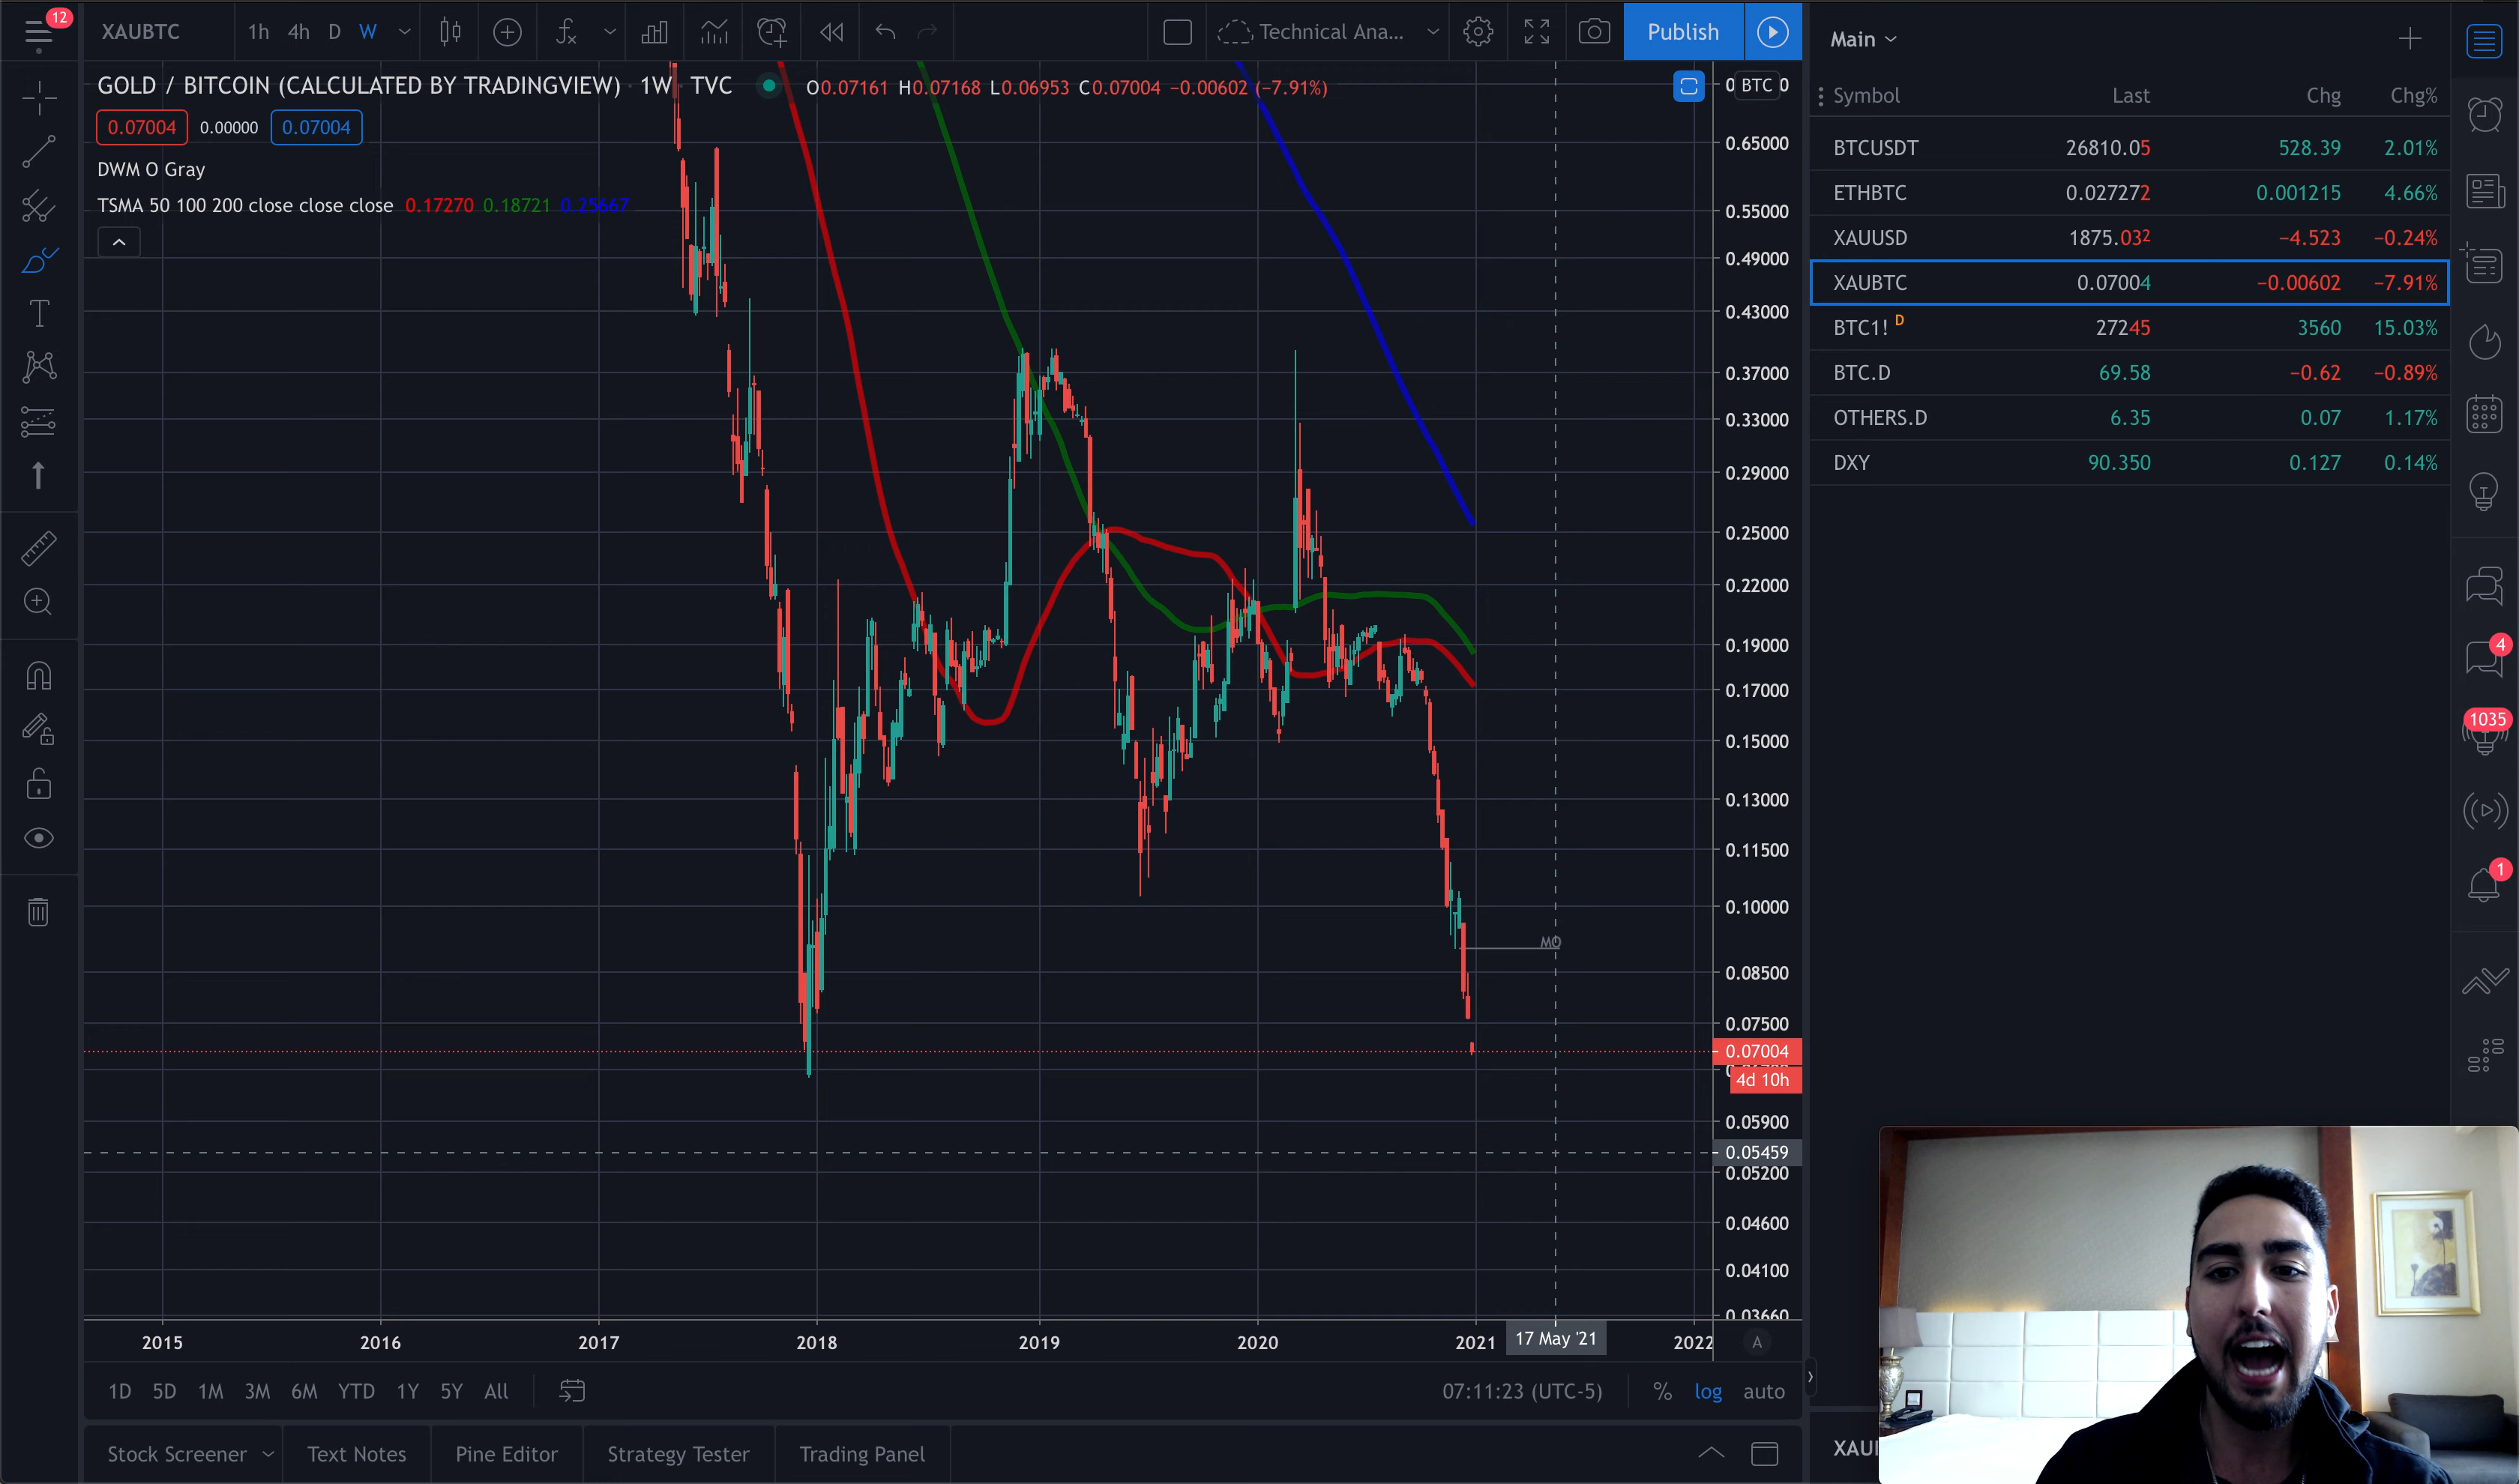 12
XAUBTC
1h 4h D W
Technical Ana...
Publish
GOLD / BITCOIN (CALCULATED BY TRADINGVIEW) · 1W · TVC
O0.07161 H0.07168 L0.06953 C0.07004 −0.00602 (−7.91%)
0.07004 0.00000 0.07004
DWM O Gray
TSMA 50 100 200 close close close 0.17270 0.18721 0.25667
BTC
0.65000
0.55000
0.49000
0.43000
0.37000
0.33000
0.29000
0.25000
0.22000
0.19000
0.17000
0.15000
0.13000
0.11500
0.10000
MO
0.08500
0.07500
0.07004
4d 10h
0.05900
0.05459
0.05200
0.04600
0.04100
0.03660
2015 2016 2017 2018 2019 2020 2021 17 May '21 2022
A
1D 5D 1M 3M 6M YTD 1Y 5Y All
07:11:23 (UTC-5) % log auto
Stock Screener Text Notes Pine Editor Strategy Tester Trading Panel
Main
Symbol Last Chg Chg%
BTCUSDT 26810.05 528.39 2.01%
ETHBTC 0.027272 0.001215 4.66%
XAUUSD 1875.032 −4.523 −0.24%
XAUBTC 0.07004 −0.00602 −7.91%
BTC1! D 27245 3560 15.03%
BTC.D 69.58 −0.62 −0.89%
OTHERS.D 6.35 0.07 1.17%
DXY 90.350 0.127 0.14%
4
1035
1